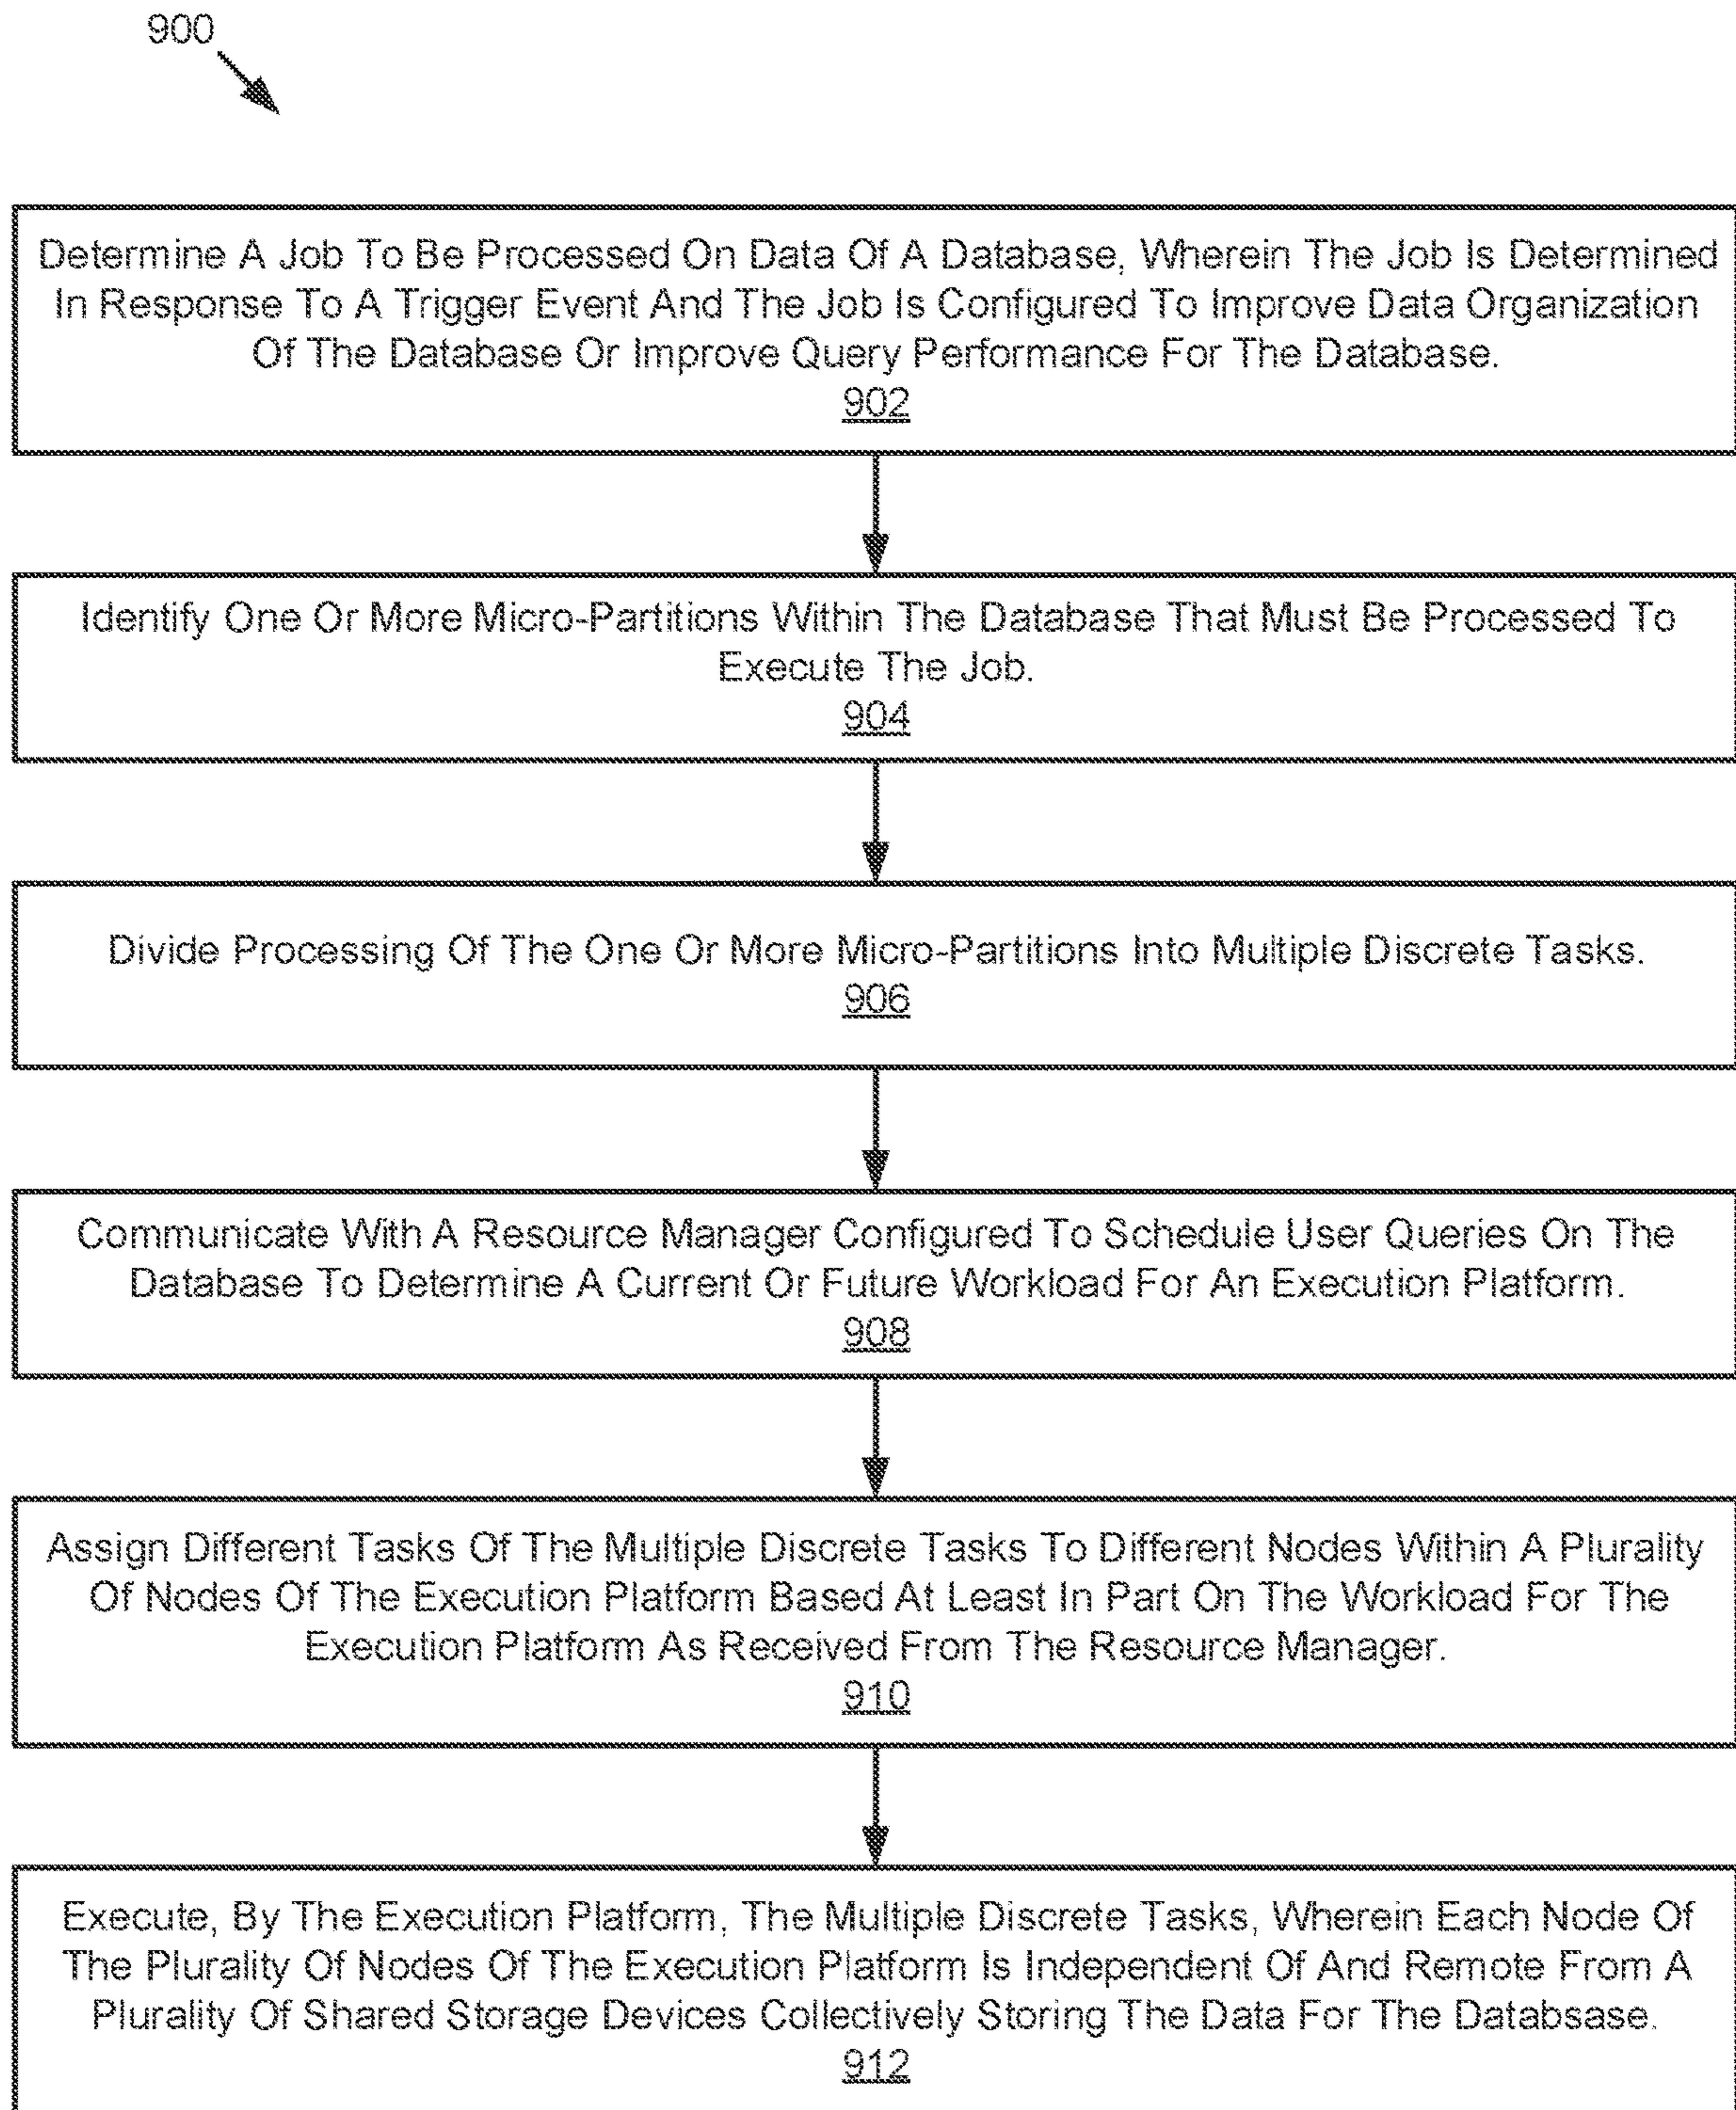 900
Determine A Job To Be Processed On Data Of A Database, Wherein The Job Is Determined
In Response To A Trigger Event And The Job Is Configured To Improve Data Organization
Of The Database Or Improve Query Performance For The Database.
902
Identify One Or More Micro-Partitions Within The Database That Must Be Processed To
Execute The Job.
904
Divide Processing Of The One Or More Micro-Partitions Into Multiple Discrete Tasks.
906
Communicate With A Resource Manager Configured To Schedule User Queries On The
Database To Determine A Current Or Future Workload For An Execution Platform.
908
Assign Different Tasks Of The Multiple Discrete Tasks To Different Nodes Within A Plurality
Of Nodes Of The Execution Platform Based At Least In Part On The Workload For The
Execution Platform As Received From The Resource Manager.
910
Execute, By The Execution Platform, The Multiple Discrete Tasks, Wherein Each Node Of
The Plurality Of Nodes Of The Execution Platform Is Independent Of And Remote From A
Plurality Of Shared Storage Devices Collectively Storing The Data For The Databsase.
912